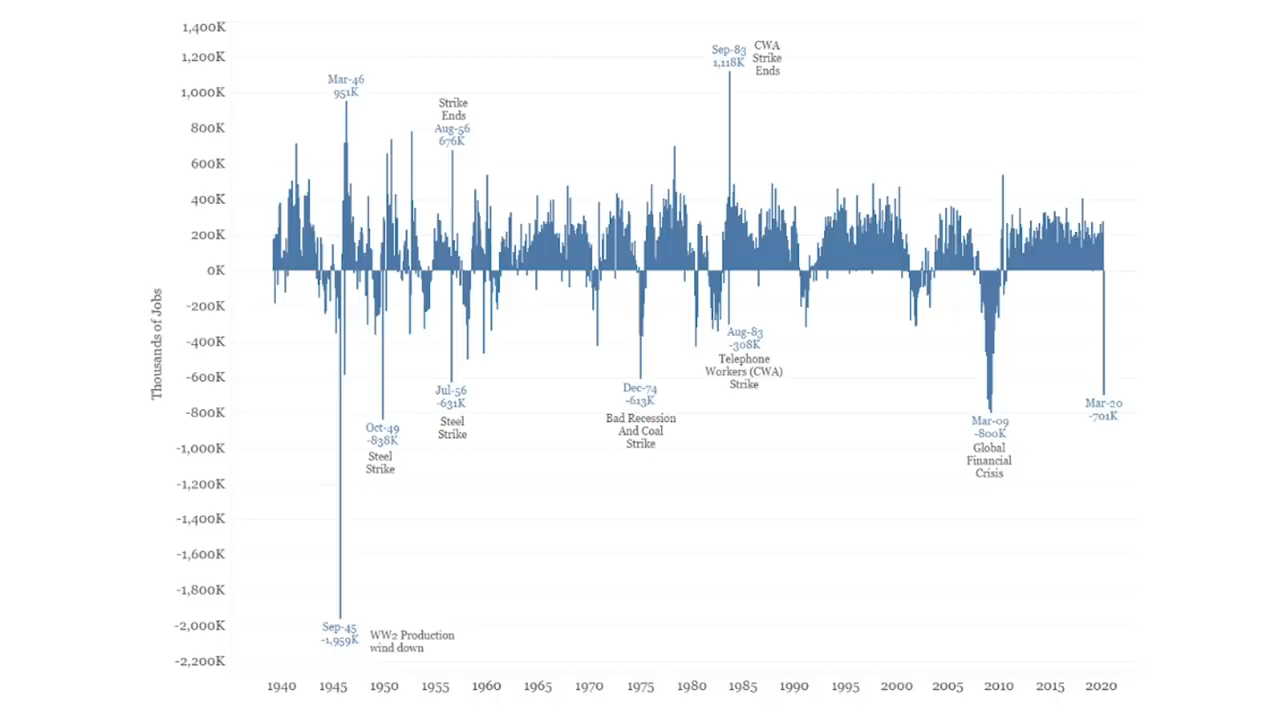 1,400K
1,200K
1,000K
800K
600K
400K
200K
0K
-200K
-400K
-600K
-800K
-1,000K
-1,200K
-1,400K
-1,600K
-1,800K
-2,000K
-2,200K
Thousands of Jobs
Mar-46
951K
Strike
Ends
Aug-56
676K
Sep-83
1,118K
CWA
Strike
Ends
Aug-83
-308K
Telephone
Workers (CWA)
Strike
Jul-56
-631K
Steel
Strike
Dec-74
-613K
Bad Recession
And Coal
Strike
Oct-49
-838K
Steel
Strike
Mar-09
-800K
Global
Financial
Crisis
Mar-20
-701K
Sep-45
-1,959K
WW2 Production
wind down
1940 1945 1950 1955 1960 1965 1970 1975 1980 1985 1990 1995 2000 2005 2010 2015 2020